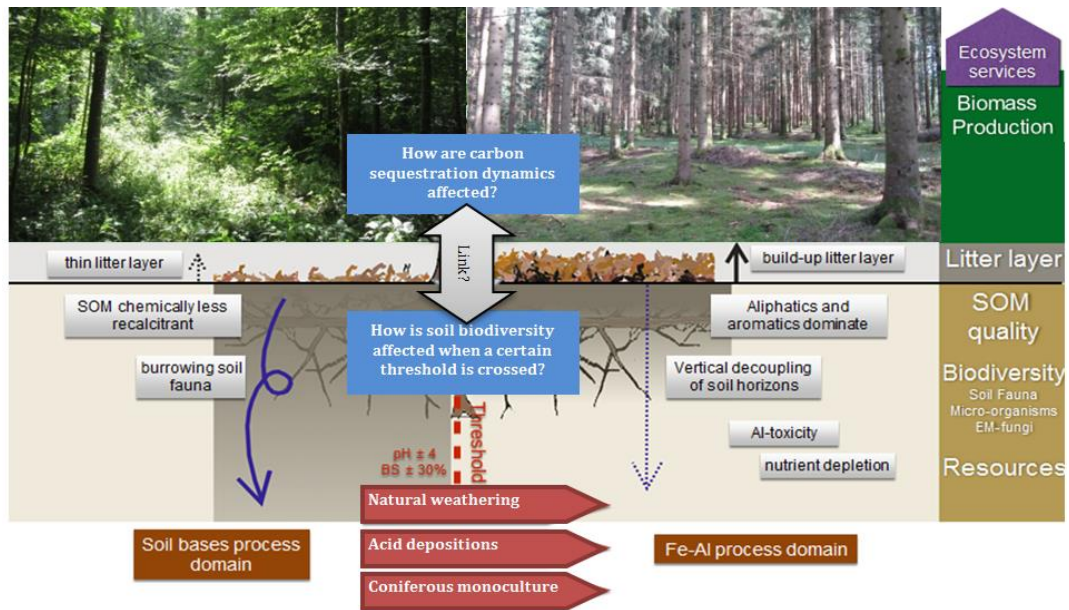 Ecosystem
services
Biomass
Production
How are carbon
sequestration dynamics
affected?
Link?
thin litter layer
build-up litter layer
Litter layer
SOM chemically less
recalcitrant
Aliphatics and
aromatics dominate
SOM
quality
How is soil biodiversity
affected when a certain
threshold is crossed?
burrowing soil
fauna
Vertical decoupling
of soil horizons
Biodiversity
Soil Fauna
Micro-organisms
EM-fungi
Threshold
pH ± 4
BS ± 30%
Al-toxicity
nutrient depletion
Resources
Natural weathering
Acid depositions
Coniferous monoculture
Soil bases process
domain
Fe-Al process domain